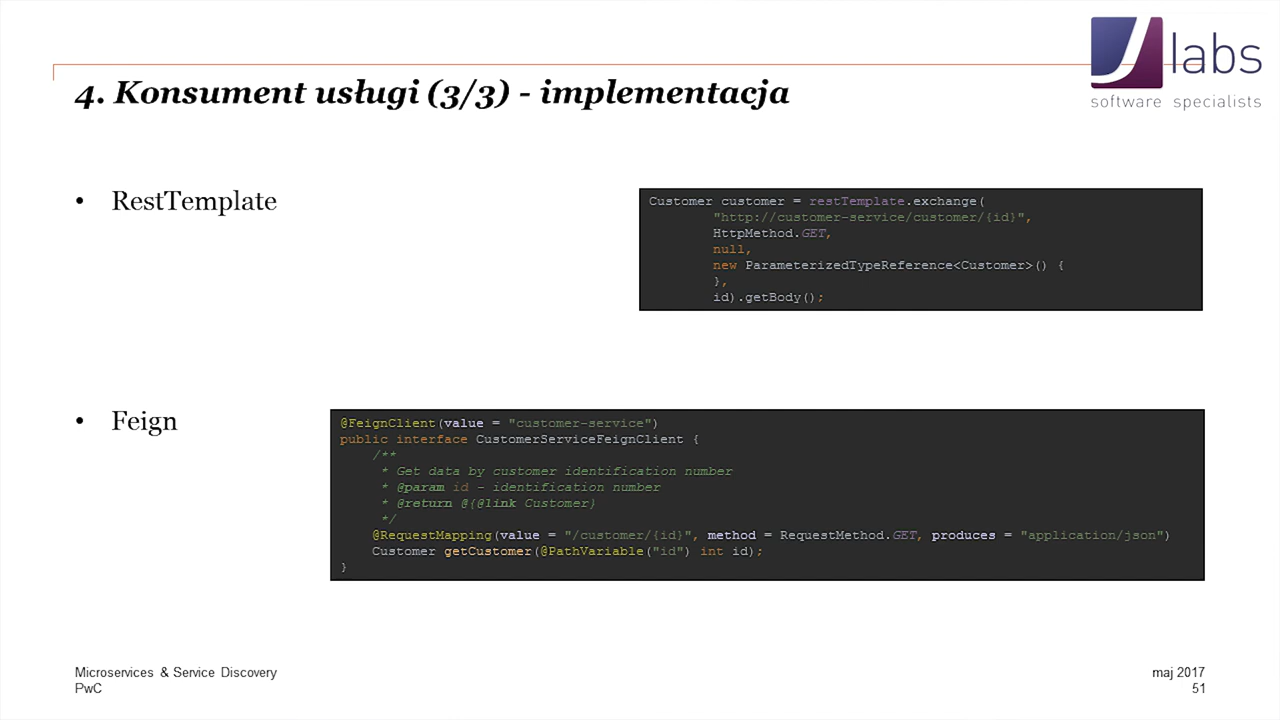 labs
software specialists
4. Konsument usługi (3/3) - implementacja
• RestTemplate
Customer customer = restTemplate.exchange(
"http://customer-service/customer/{id}",
HttpMethod.GET,
null,
new ParameterizedTypeReference<Customer>() {
},
id).getBody();
• Feign
@FeignClient(value = "customer-service")
public interface CustomerServiceFeignClient {
/**
* Get data by customer identification number
* @param id - identification number
* @return @{@link Customer}
*/
@RequestMapping(value = "/customer/{id}", method = RequestMethod.GET, produces = "application/json")
Customer getCustomer(@PathVariable("id") int id);
}
Microservices & Service Discovery
PwC
maj 2017
51